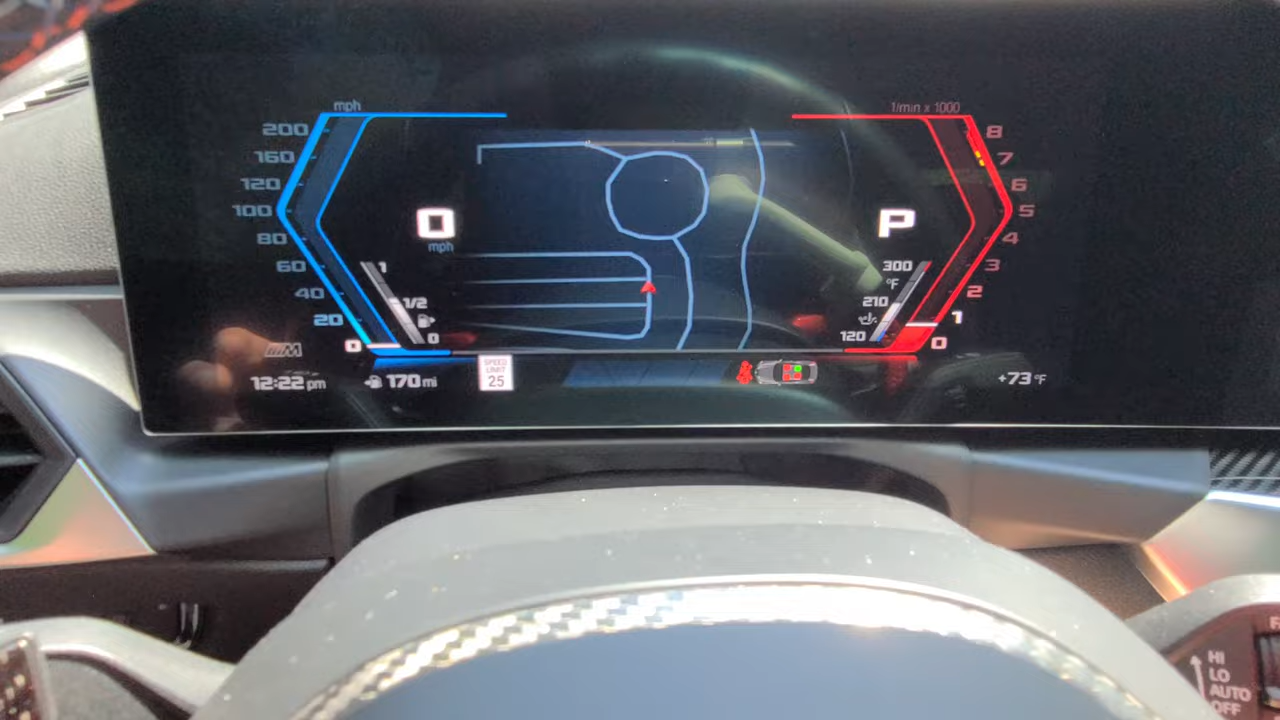 mph
1/min x 1000
200
160
120
100
80
60
40
20
0
0
mph
1
1/2
0
P
300
°F
210
120
8
7
6
5
4
3
2
1
0
M
12:22 pm
170 mi
SPEED
LIMIT
25
+73 °F
HI
LO
AUTO
OFF